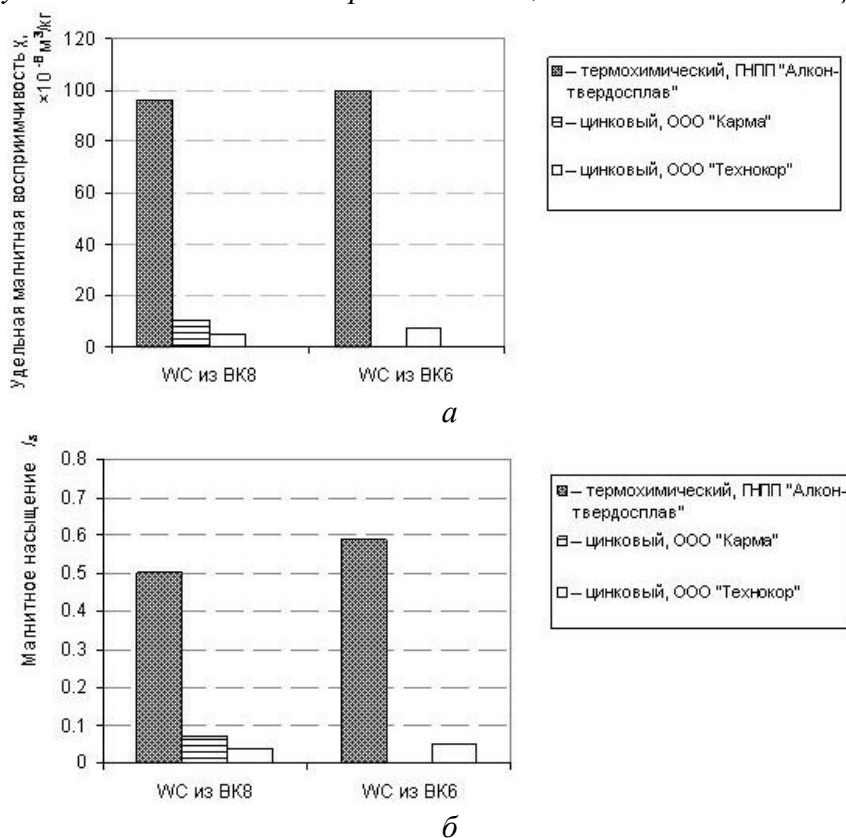 Удельная магнитная восприимчивость χ,
×10⁻⁸ м³/кг
120
100
80
60
40
20
0
WC из ВК8
WC из ВК6
– термохимический, ГНПП "Алкон-
твердосплав"
– цинковый, ООО "Карма"
– цинковый, ООО "Технокор"
а
Магнитное насыщение Iₛ
0.8
0.7
0.6
0.5
0.4
0.3
0.2
0.1
0
WC из ВК8
WC из ВК6
– термохимический, ГНПП "Алкон-
твердосплав"
– цинковый, ООО "Карма"
– цинковый, ООО "Технокор"
б